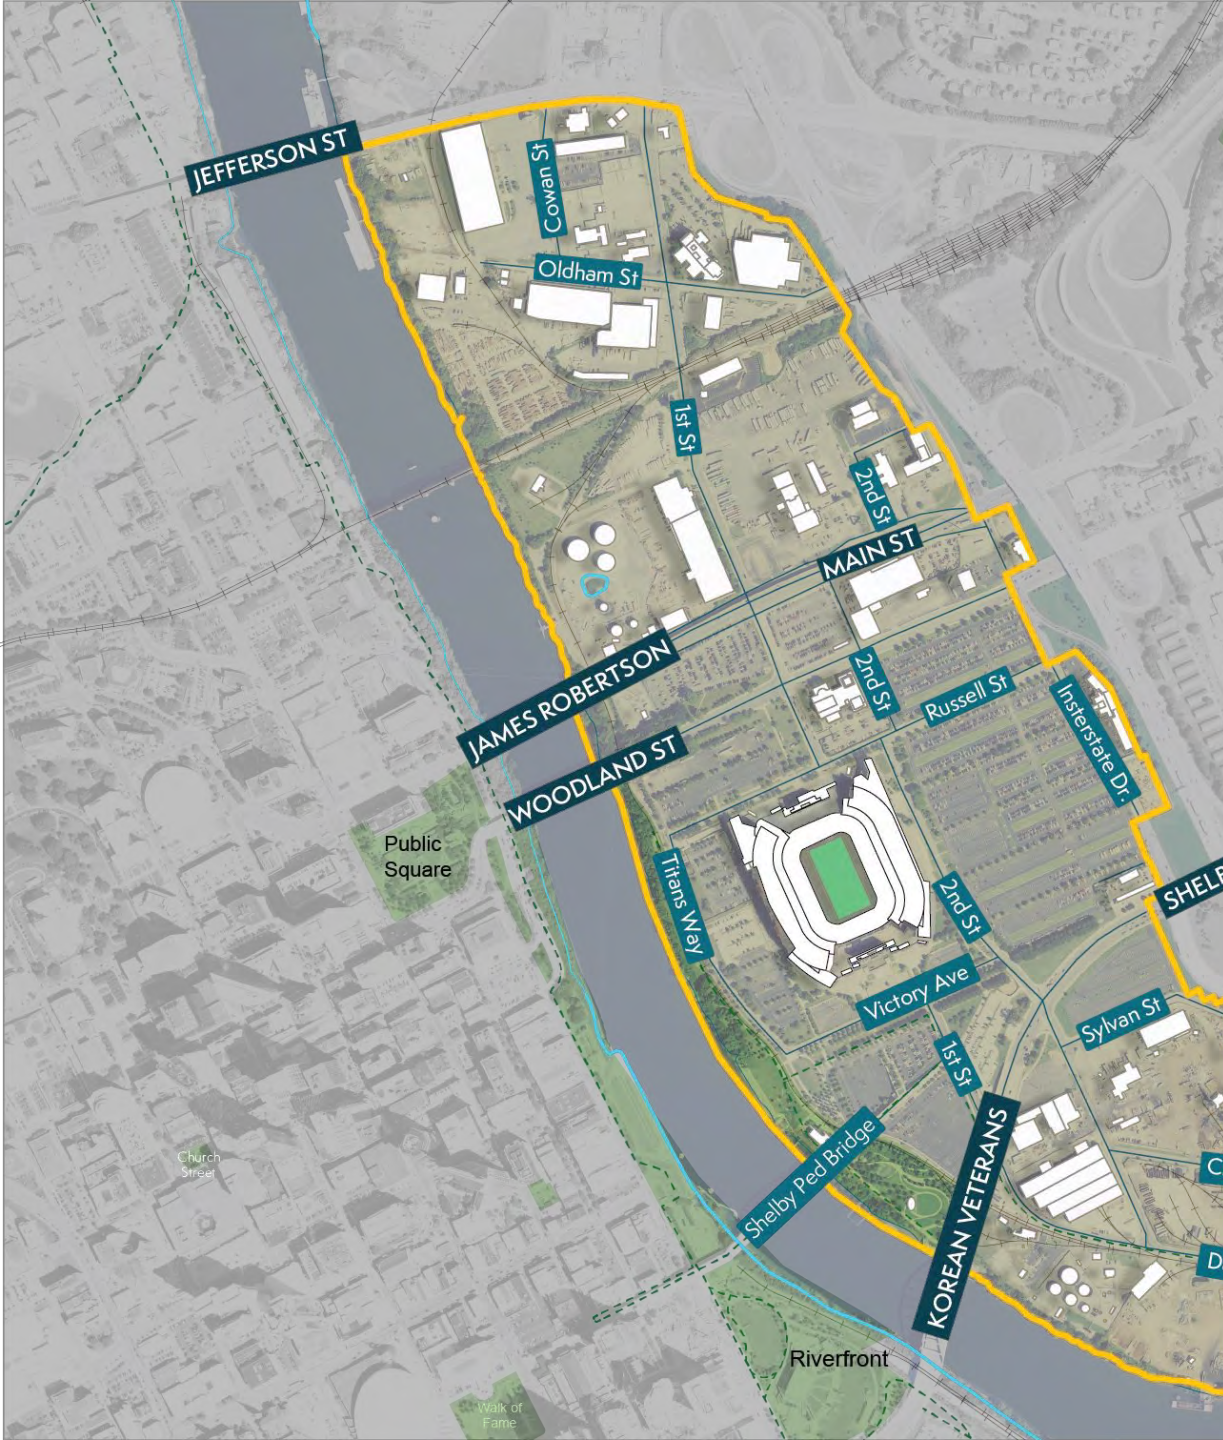 JEFFERSON ST
Cowan St
Oldham St
1st St
2nd St
MAIN ST
JAMES ROBERTSON
2nd St
Russell St
Insterstate Dr.
WOODLAND ST
Public
Square
Titans Way
2nd St
SHELB
Victory Ave
Sylvan St
1st St
Church
Street
Shelby Ped Bridge
KOREAN VETERANS
C
D
Riverfront
Walk of
Fame